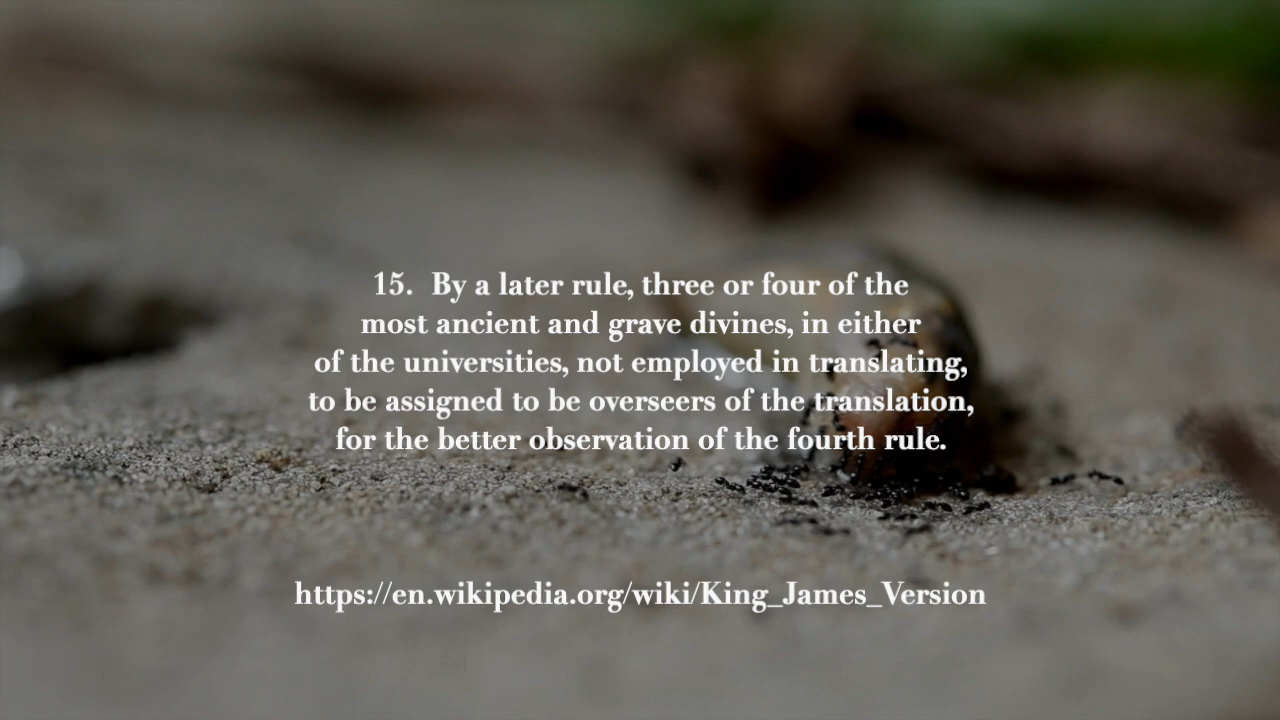 15. By a later rule, three or four of the
most ancient and grave divines, in either
of the universities, not employed in translating,
to be assigned to be overseers of the translation,
for the better observation of the fourth rule.
https://en.wikipedia.org/wiki/King_James_Version